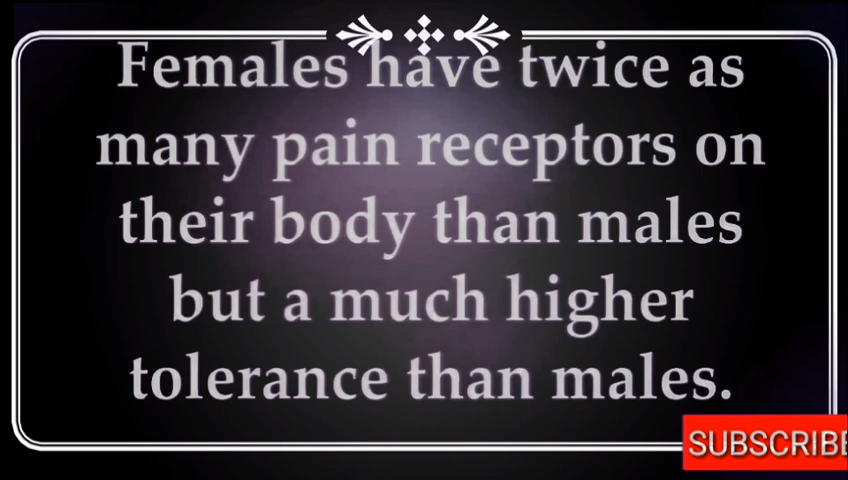 Females have twice as
many pain receptors on
their body than males
but a much higher
tolerance than males.
SUBSCRIBE